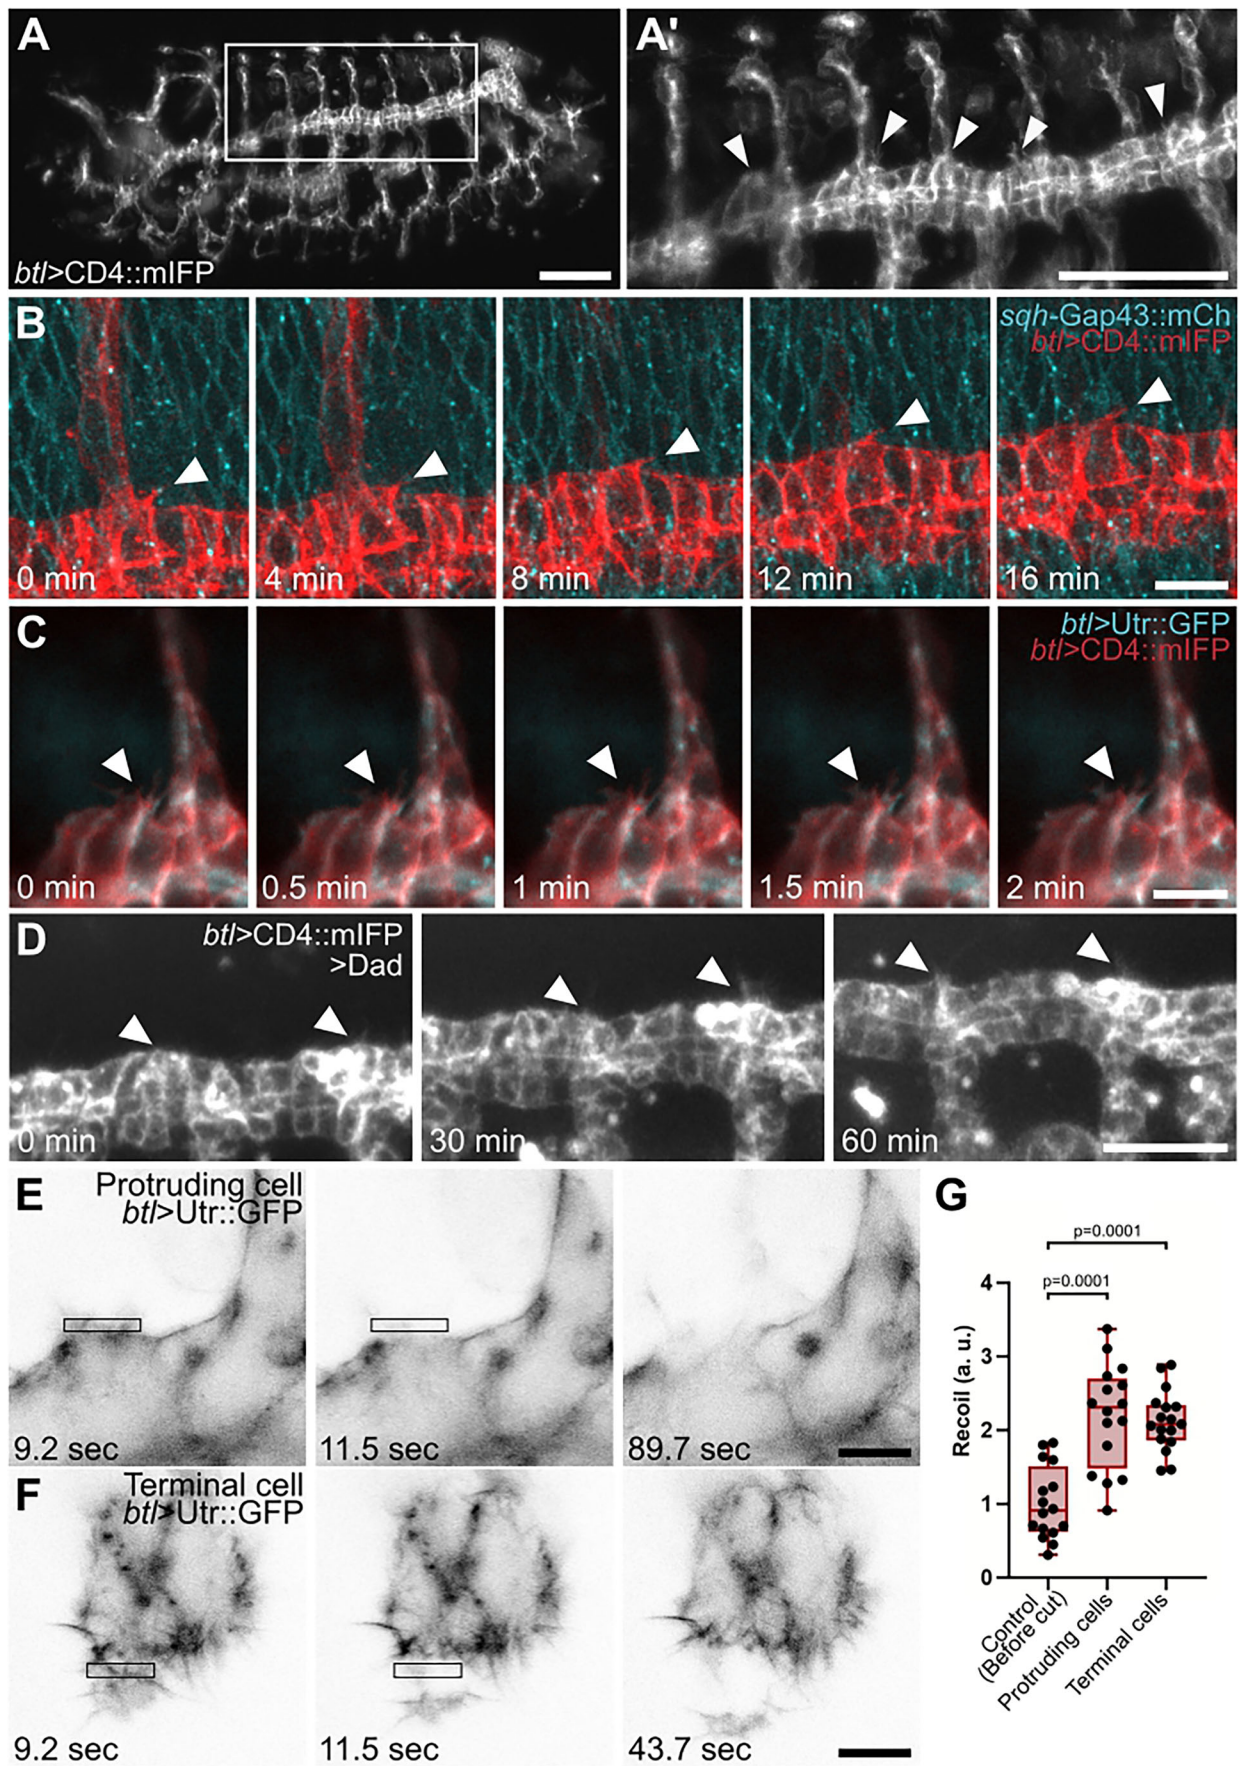 A
btl>CD4::mIFP
A'
B
sqh-Gap43::mCh
btl>CD4::mIFP
0 min
4 min
8 min
12 min
16 min
C
btl>Utr::GFP
btl>CD4::mIFP
0 min
0.5 min
1 min
1.5 min
2 min
D
btl>CD4::mIFP
>Dad
0 min
30 min
60 min
E
Protruding cell
btl>Utr::GFP
9.2 sec
11.5 sec
89.7 sec
F
Terminal cell
btl>Utr::GFP
9.2 sec
11.5 sec
43.7 sec
G
p=0.0001
p=0.0001
4
3
2
1
0
Recoil (a. u.)
Control
(Before cut)
Protruding cells
Terminal cells